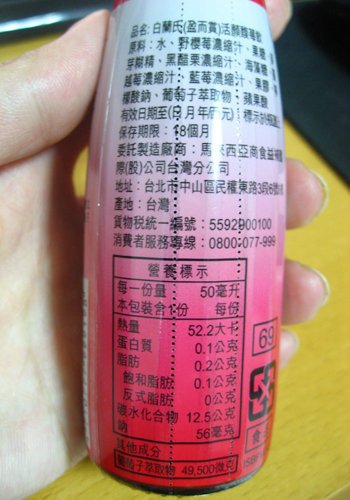 品名:白蘭氏(盈而賞)活顏馥莓飲
原料:水、野櫻莓濃縮汁、果糖、
芽糊精、黑醋栗濃縮汁、海藻糖、
越莓濃縮汁、藍莓濃縮汁、果膠、
檬酸鈉、葡萄子萃取物、蘋果酸
有效日期至(日月年/西元):標示於瓶蓋
保存期限:18個月
委託製造廠商:馬來西亞商食益補
際(股)公司台灣分公司
地址:台北市中山區民權東路3段6號
產地:台灣
貨物稅統一編號:5592900100
消費者服務專線:0800-077-999
營養標示
每一份量 50毫升
本包裝含1份 每份
熱量 52.2大卡
蛋白質 0.1公克
脂肪 0.2公克
飽和脂肪 0.1公克
反式脂肪 0公克
碳水化合物 12.5公克
鈉 56毫克
其他成分
葡萄子萃取物 49,500微克
69